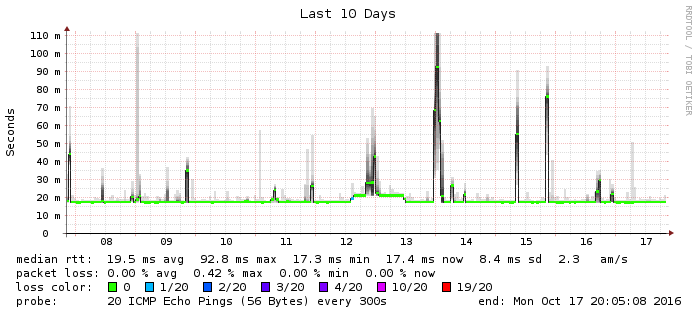 Last 10 Days
RRDTOOL / TOBI OETIKER
Seconds
110 m
100 m
90 m
80 m
70 m
60 m
50 m
40 m
30 m
20 m
10 m
0
08 09 10 11 12 13 14 15 16 17
median rtt: 19.5 ms avg 92.8 ms max 17.3 ms min 17.4 ms now 8.4 ms sd 2.3 am/s
packet loss: 0.00 % avg 0.42 % max 0.00 % min 0.00 % now
loss color: 0 1/20 2/20 3/20 4/20 10/20 19/20
probe: 20 ICMP Echo Pings (56 Bytes) every 300s end: Mon Oct 17 20:05:08 2016